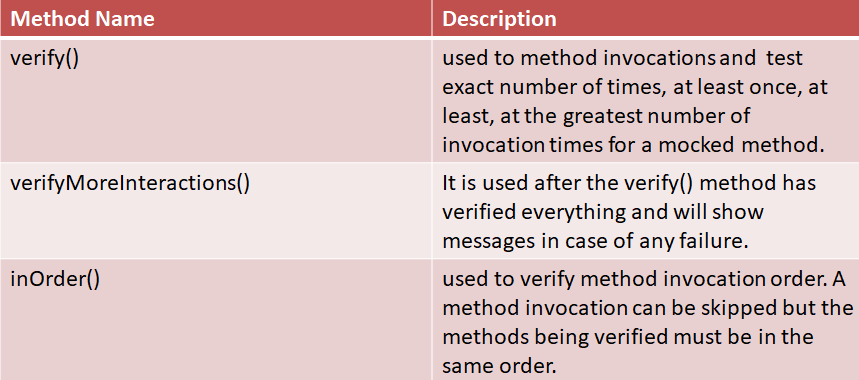 Method Name
Description
verify()
used to method invocations and test
exact number of times, at least once, at
least, at the greatest number of
invocation times for a mocked method.
verifyMoreInteractions()
It is used after the verify() method has
verified everything and will show
messages in case of any failure.
inOrder()
used to verify method invocation order. A
method invocation can be skipped but the
methods being verified must be in the
same order.